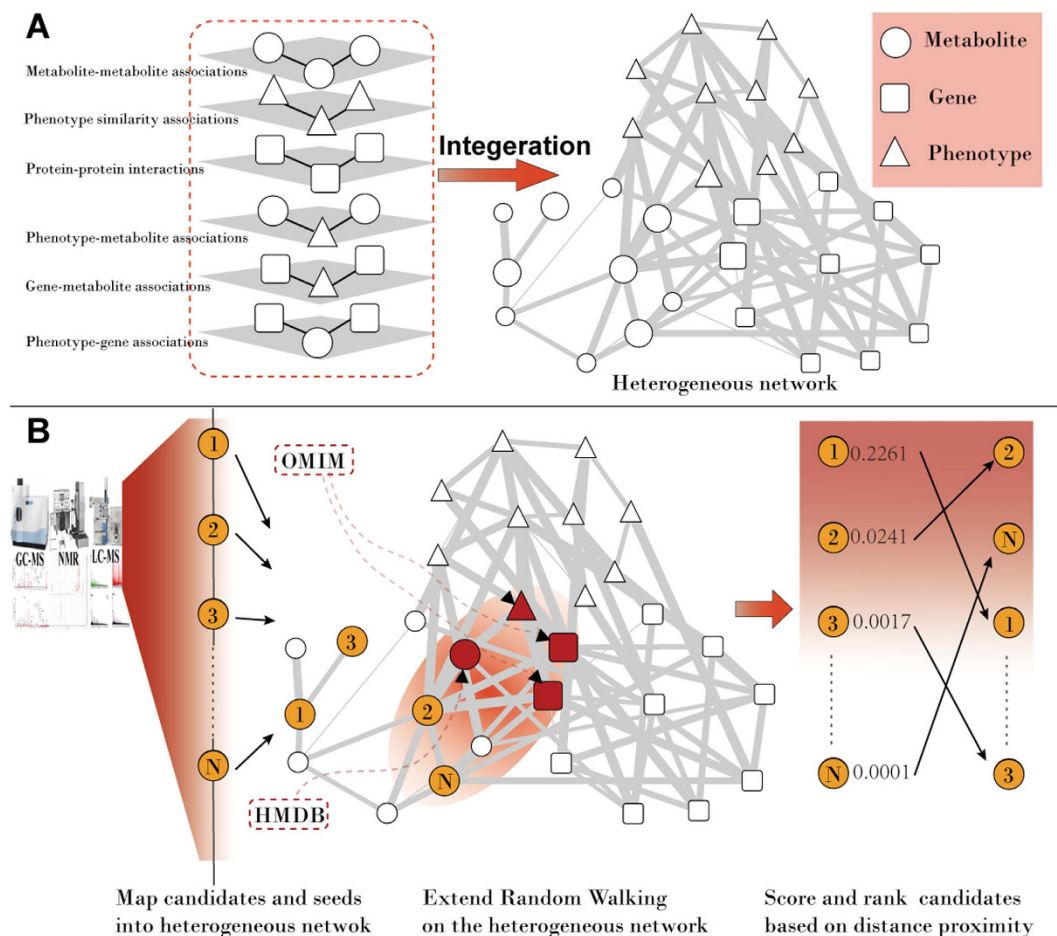 A
Metabolite-metabolite associations
Phenotype similarity associations
Protein-protein interactions
Phenotype-metabolite associations
Gene-metabolite associations
Phenotype-gene associations
Integeration
Metabolite
Gene
Phenotype
Heterogeneous network
B
GC-MS NMR LC-MS
1
2
3
N
OMIM
HMDB
3
1
2
N
1 0.2261 2
2 0.0241 N
3 0.0017 1
N 0.0001 3
Map candidates and seeds
into heterogeneous netwok
Extend Random Walking
on the heterogeneous network
Score and rank candidates
based on distance proximity